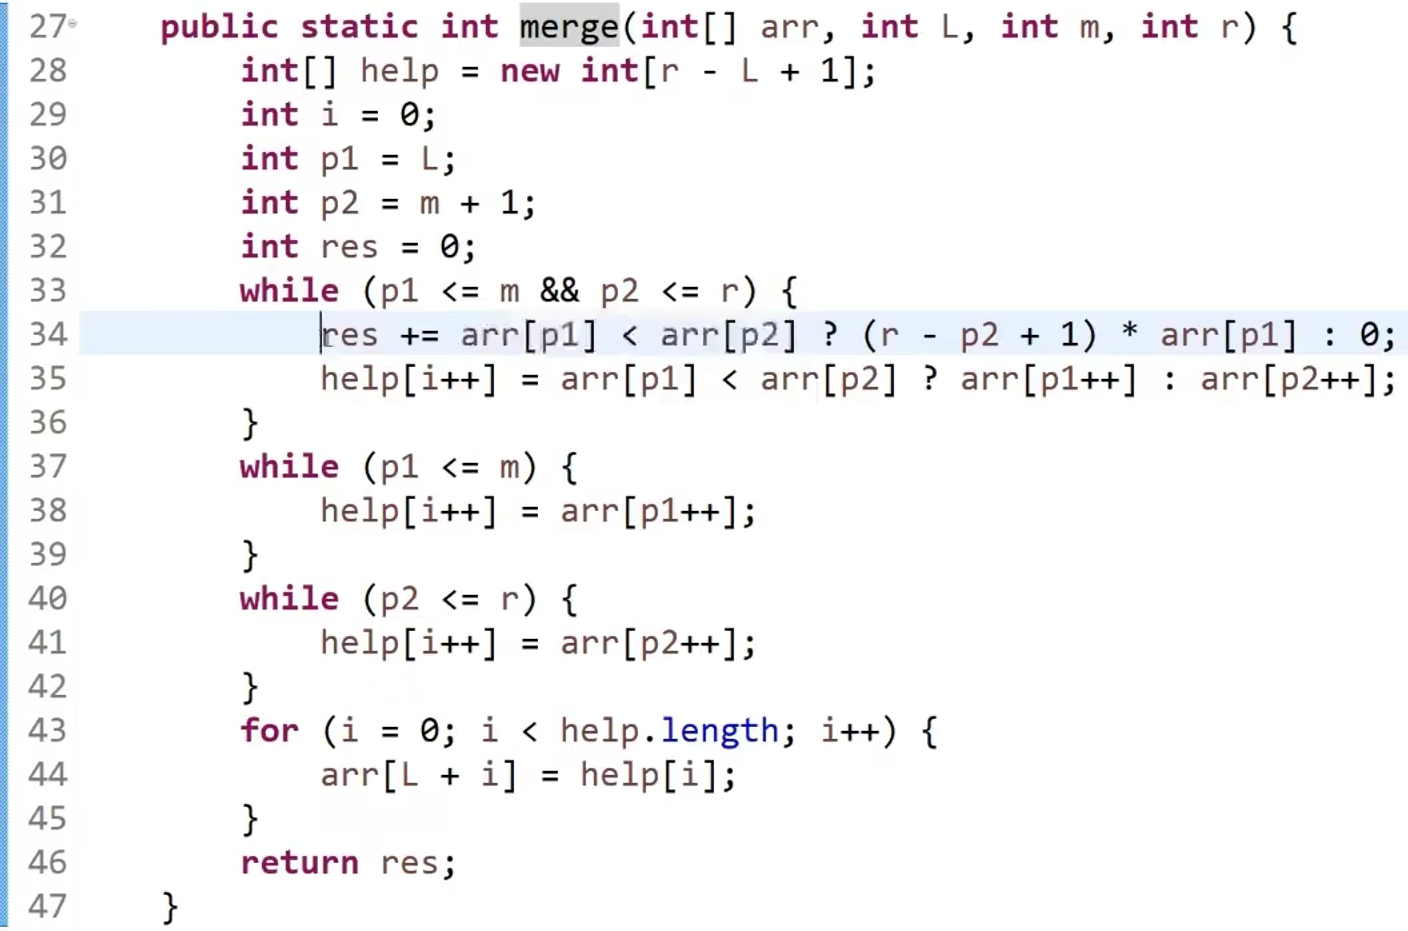 27 public static int merge(int[] arr, int L, int m, int r) {
28 int[] help = new int[r - L + 1];
29 int i = 0;
30 int p1 = L;
31 int p2 = m + 1;
32 int res = 0;
33 while (p1 <= m && p2 <= r) {
34 res += arr[p1] < arr[p2] ? (r - p2 + 1) * arr[p1] : 0;
35 help[i++] = arr[p1] < arr[p2] ? arr[p1++] : arr[p2++];
36 }
37 while (p1 <= m) {
38 help[i++] = arr[p1++];
39 }
40 while (p2 <= r) {
41 help[i++] = arr[p2++];
42 }
43 for (i = 0; i < help.length; i++) {
44 arr[L + i] = help[i];
45 }
46 return res;
47 }